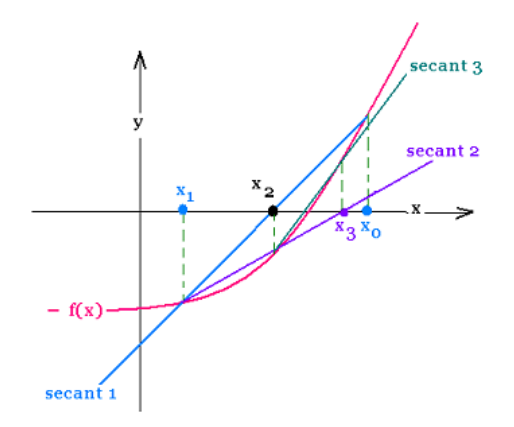 secant 3
y
secant 2
x₁
x₂
x
x₃
x₀
– f(x)
secant 1